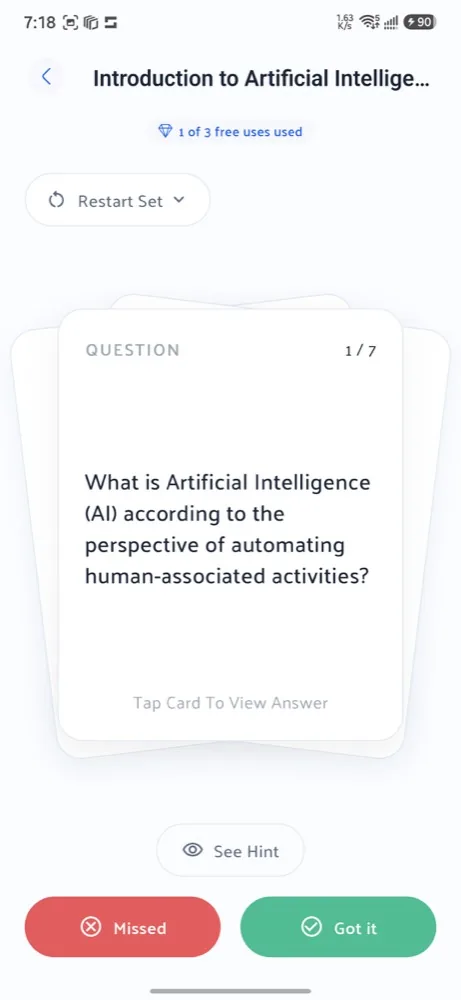 7:18
1.63
K/s
5
90
Introduction to Artificial Intellige...
1 of 3 free uses used
Restart Set
QUESTION
1 / 7
What is Artificial Intelligence
(AI) according to the
perspective of automating
human-associated activities?
Tap Card To View Answer
See Hint
Missed
Got it